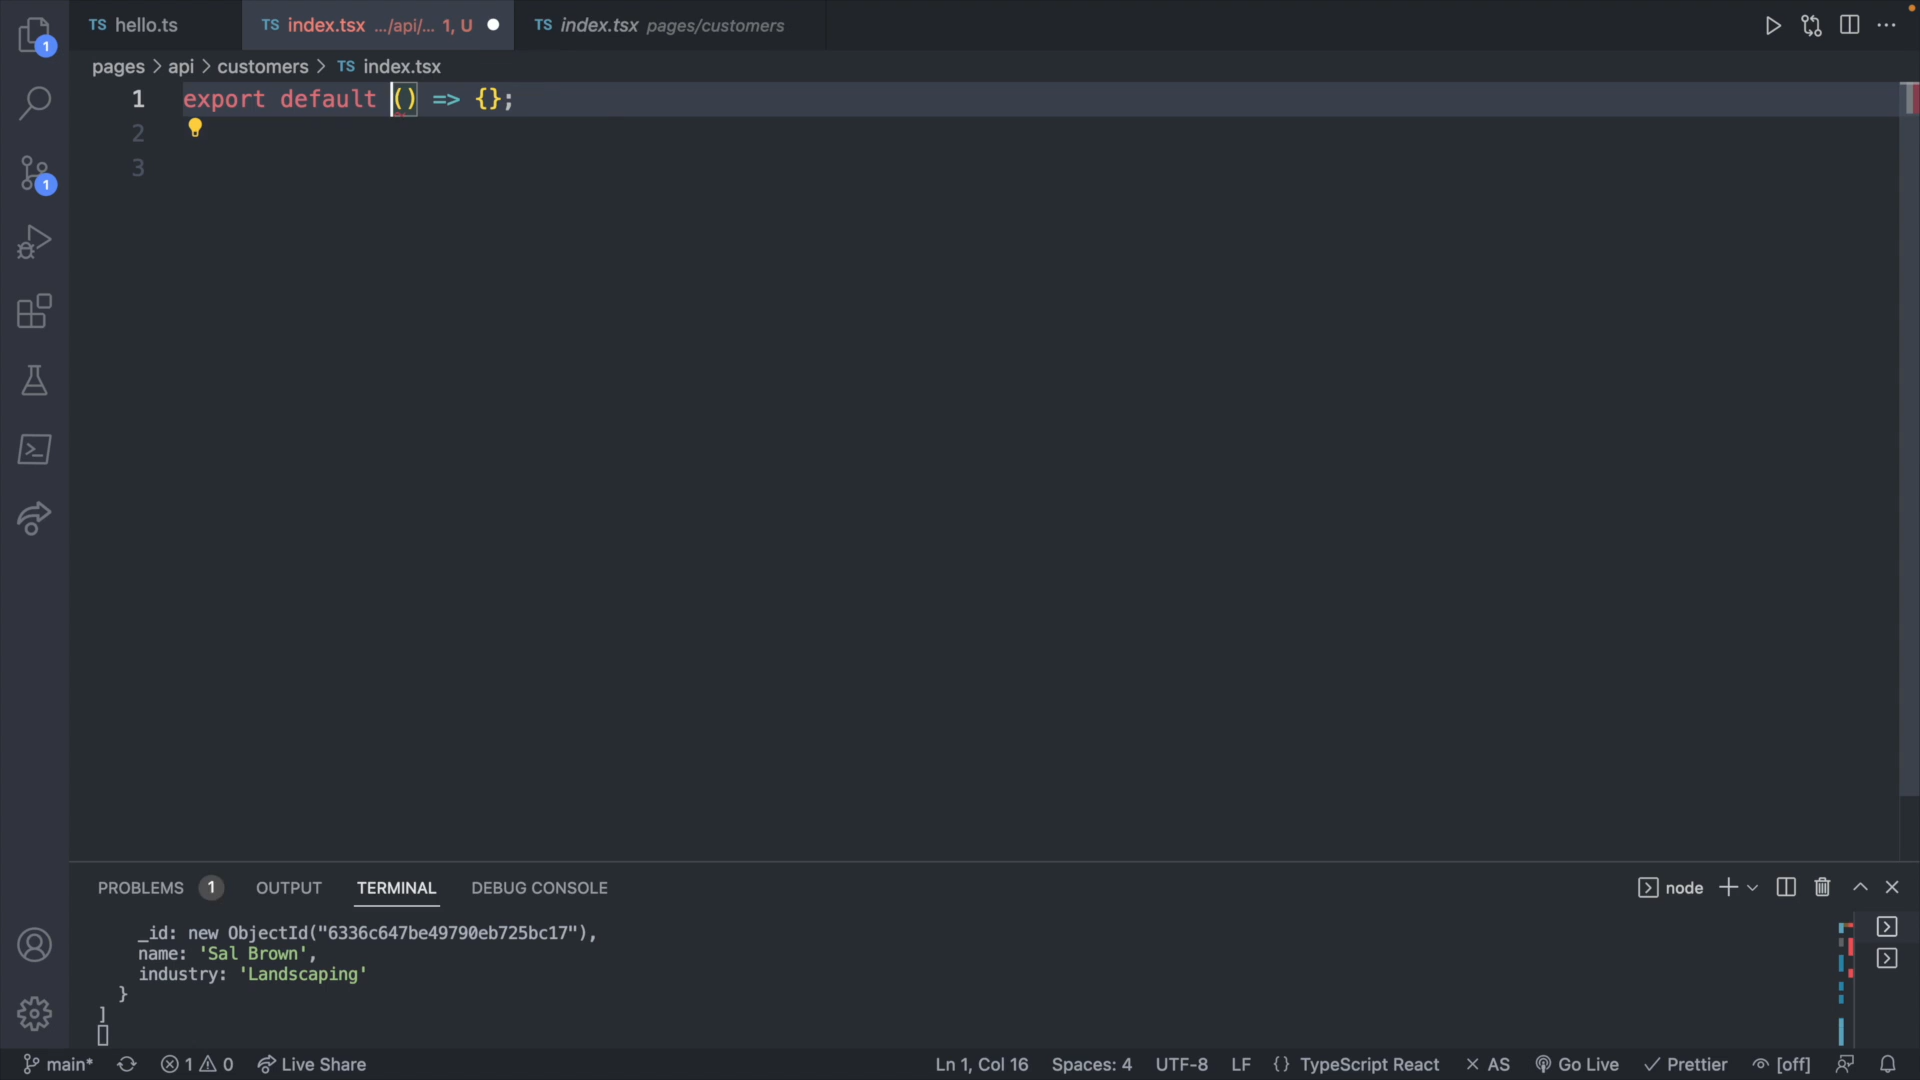 TS hello.ts TS index.tsx .../api/... 1, U TS index.tsx pages/customers
pages > api > customers > TS index.tsx
1 export default () => {};
2
3
1
1
PROBLEMS 1 OUTPUT TERMINAL DEBUG CONSOLE node
_id: new ObjectId("6336c647be49790eb725bc17"),
name: 'Sal Brown',
industry: 'Landscaping'
}
]
main* 1 0 Live Share Ln 1, Col 16 Spaces: 4 UTF-8 LF {} TypeScript React AS Go Live Prettier [off]